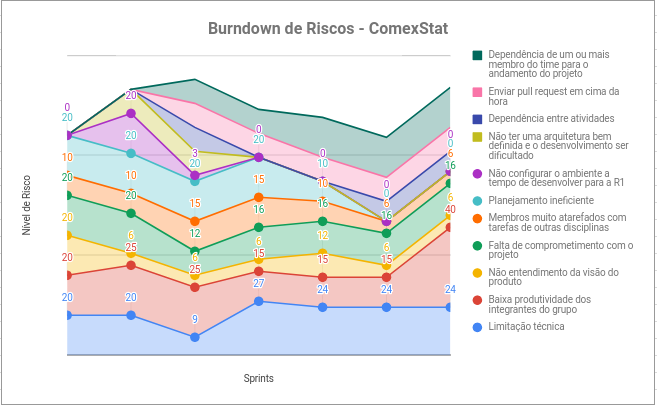 Burndown de Riscos - ComexStat
Nível de Risco
0
20
10
20
20
20
20
20
20
10
20
6
25
20
3
20
15
12
6
25
9
0
20
15
16
6
15
27
0
10
10
16
12
15
24
0
0
6
16
6
15
24
0
0
6
16
6
40
24
Sprints
Dependência de um ou mais
membro do time para o
andamento do projeto
Enviar pull request em cima da
hora
Dependência entre atividades
Não ter uma arquitetura bem
definida e o desenvolvimento ser
dificultado
Não configurar o ambiente a
tempo de desenvolver para a R1
Planejamento ineficiente
Membros muito atarefados com
tarefas de outras disciplinas
Falta de comprometimento com o
projeto
Não entendimento da visão do
produto
Baixa produtividade dos
integrantes do grupo
Limitação técnica